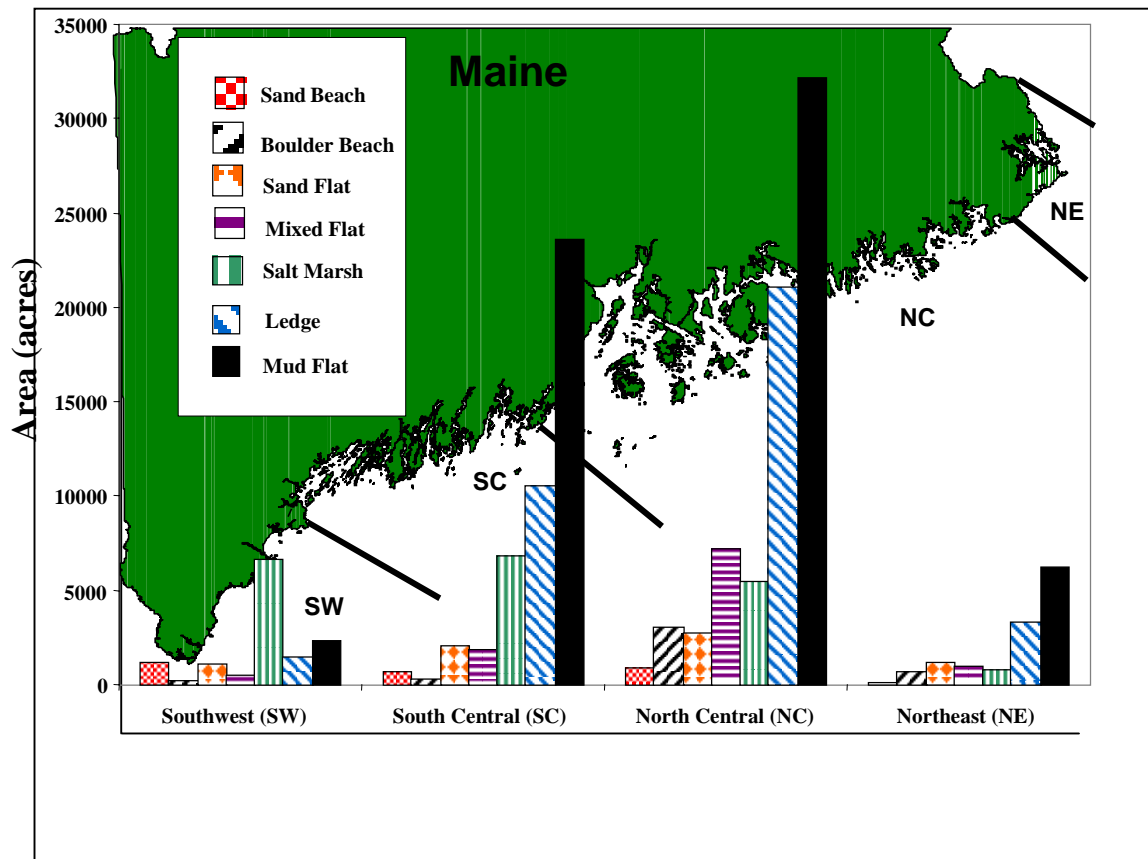 35000
30000
25000
20000
15000
10000
5000
0
Area (acres)
Maine
Sand Beach
Boulder Beach
Sand Flat
Mixed Flat
Salt Marsh
Ledge
Mud Flat
NE
NC
SC
SW
Southwest (SW)
South Central (SC)
North Central (NC)
Northeast (NE)